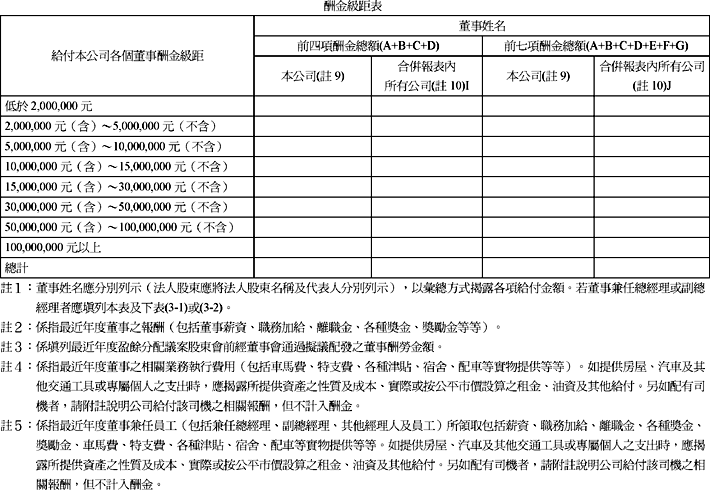 酬金級距表
給付本公司各個董事酬金級距
董事姓名
前四項酬金總額(A+B+C+D)
前七項酬金總額(A+B+C+D+E+F+G)
本公司(註 9)
合併報表內
所有公司(註 10)I
本公司(註 9)
合併報表內所有公司
(註 10)J
低於 2,000,000 元
2,000,000 元（含）～5,000,000 元（不含）
5,000,000 元（含）～10,000,000 元（不含）
10,000,000 元（含）～15,000,000 元（不含）
15,000,000 元（含）～30,000,000 元（不含）
30,000,000 元（含）～50,000,000 元（不含）
50,000,000 元（含）～100,000,000 元（不含）
100,000,000 元以上
總計
註１：董事姓名應分別列示（法人股東應將法人股東名稱及代表人分別列示），以彙總方式揭露各項給付金額。若董事兼任總經理或副總
經理者應填列本表及下表(3-1)或(3-2)。
註２：係指最近年度董事之報酬（包括董事薪資、職務加給、離職金、各種獎金、獎勵金等等）。
註３：係填列最近年度盈餘分配議案股東會前經董事會通過擬議配發之董事酬勞金額。
註４：係指最近年度董事之相關業務執行費用（包括車馬費、特支費、各種津貼、宿舍、配車等實物提供等等）。如提供房屋、汽車及其
他交通工具或專屬個人之支出時，應揭露所提供資產之性質及成本、實際或按公平市價設算之租金、油資及其他給付。另如配有司
機者，請附註說明公司給付該司機之相關報酬，但不計入酬金。
註５：係指最近年度董事兼任員工（包括兼任總經理、副總經理、其他經理人及員工）所領取包括薪資、職務加給、離職金、各種獎金、
獎勵金、車馬費、特支費、各種津貼、宿舍、配車等實物提供等等。如提供房屋、汽車及其他交通工具或專屬個人之支出時，應揭
露所提供資產之性質及成本、實際或按公平市價設算之租金、油資及其他給付。另如配有司機者，請附註說明公司給付該司機之相
關報酬，但不計入酬金。